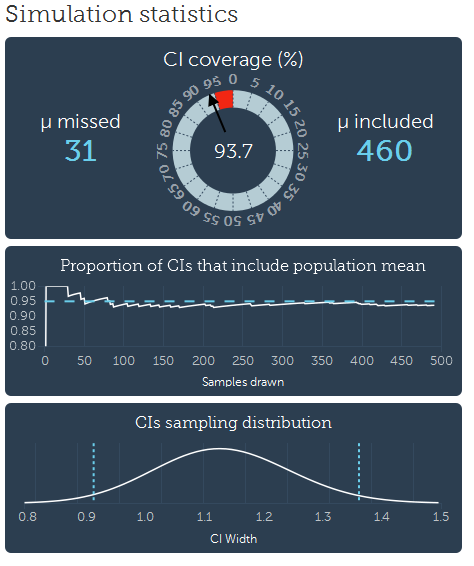 Simulation statistics
CI coverage (%)
0 5 10 15 20 25 30 35 40 45 50 55 60 65 70 75 80 85 90 95
μ missed
31
93.7
μ included
460
Proportion of CIs that include population mean
1.00
0.95
0.90
0.85
0.80
0 50 100 150 200 250 300 350 400 450 500
Samples drawn
CIs sampling distribution
0.8 0.9 1.0 1.1 1.2 1.3 1.4 1.5
CI Width